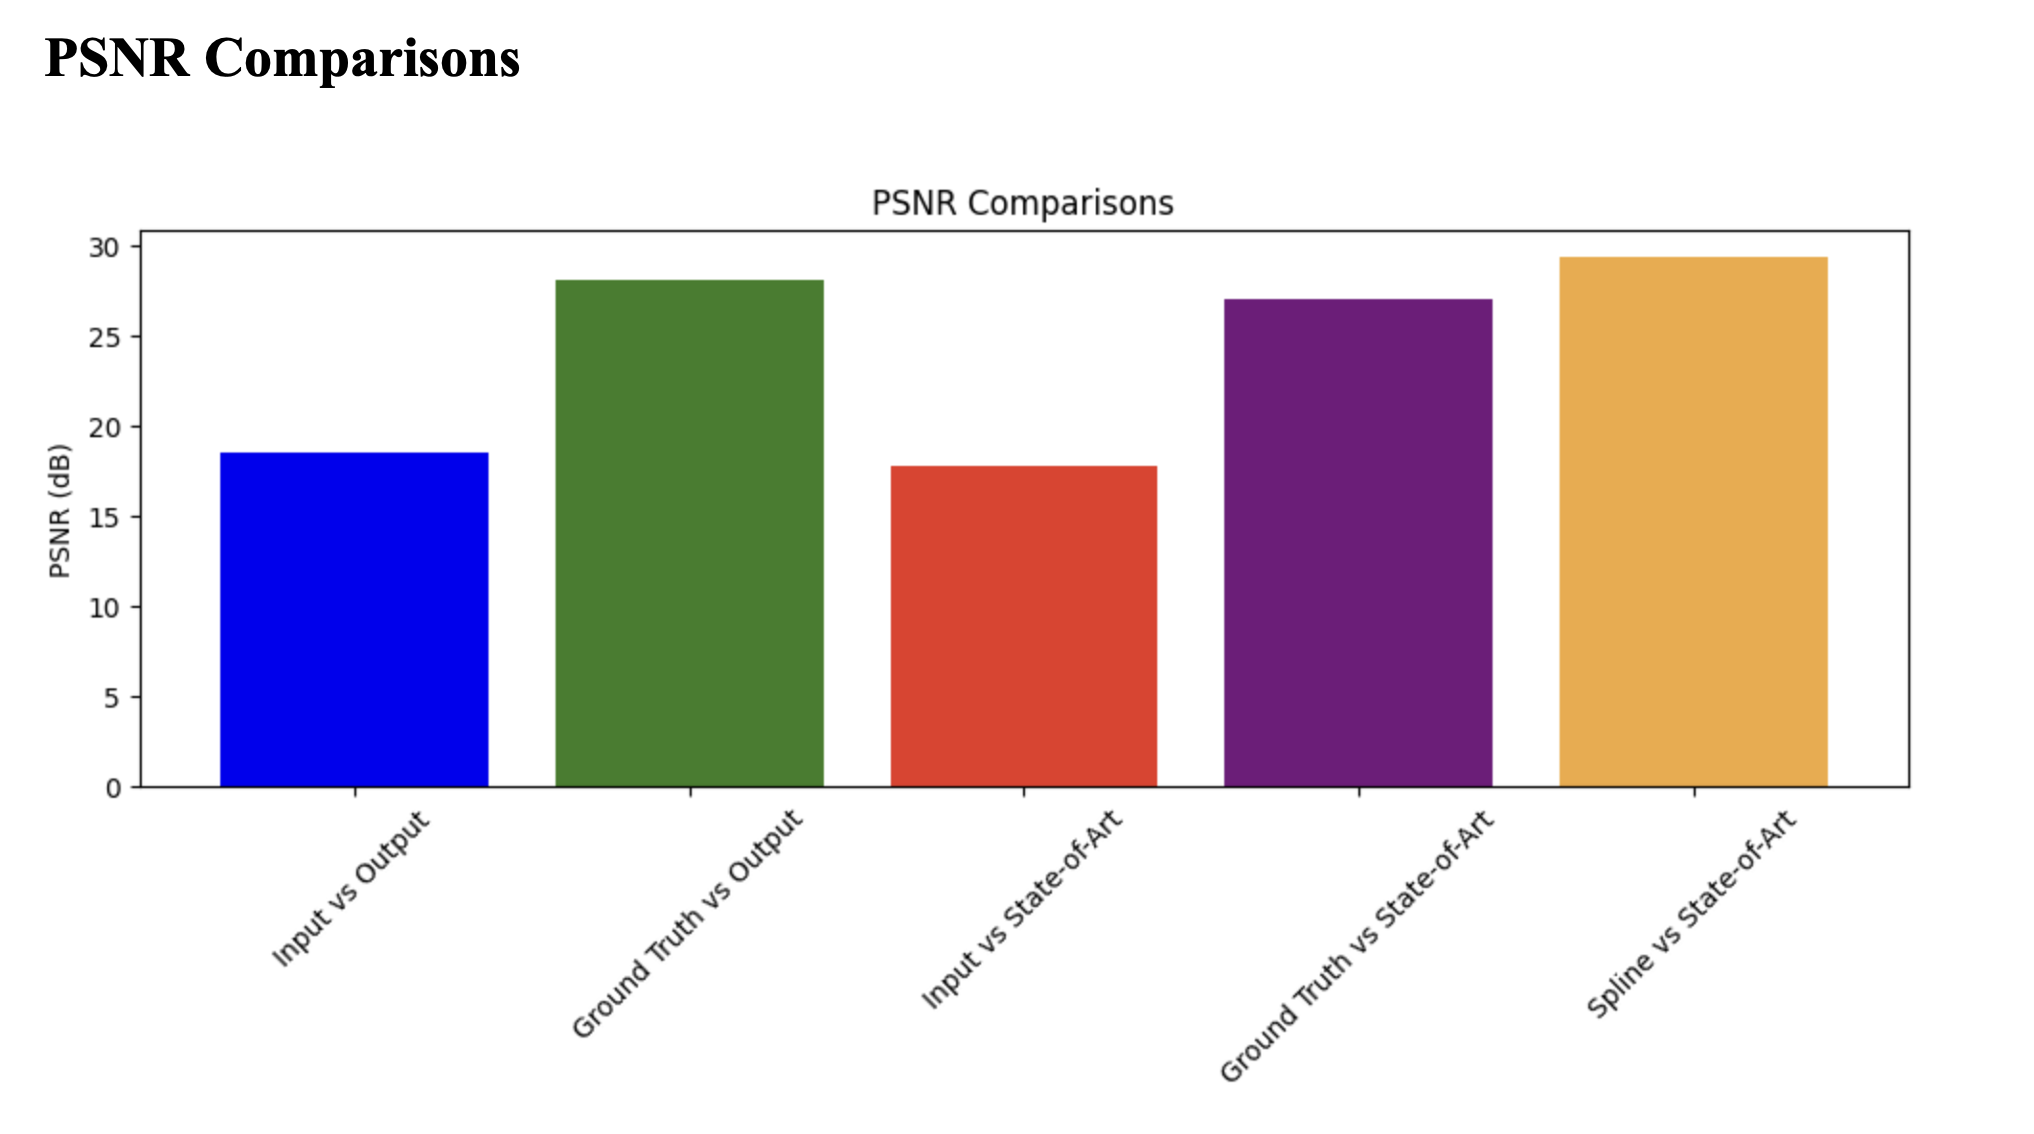 PSNR Comparisons
PSNR Comparisons
PSNR (dB)
30
25
20
15
10
5
0
Input vs Output
Ground Truth vs Output
Input vs State-of-Art
Ground Truth vs State-of-Art
Spline vs State-of-Art